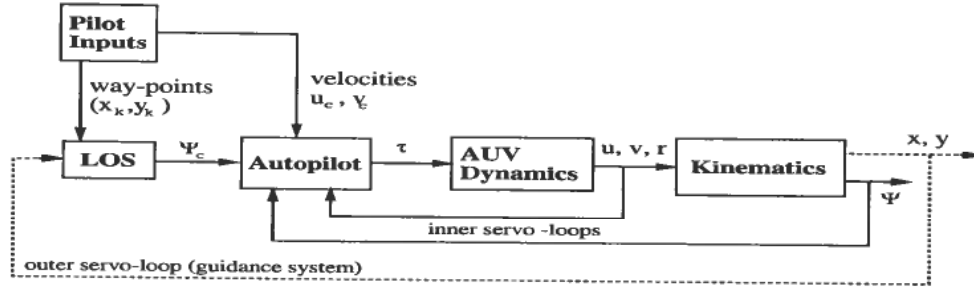 Pilot
Inputs
way-points
(x_k, y_k)
velocities
u_c, v_c
LOS
Ψ_c
Autopilot
τ
AUV
Dynamics
u, v, r
Kinematics
x, y
Ψ
inner servo -loops
outer servo-loop (guidance system)